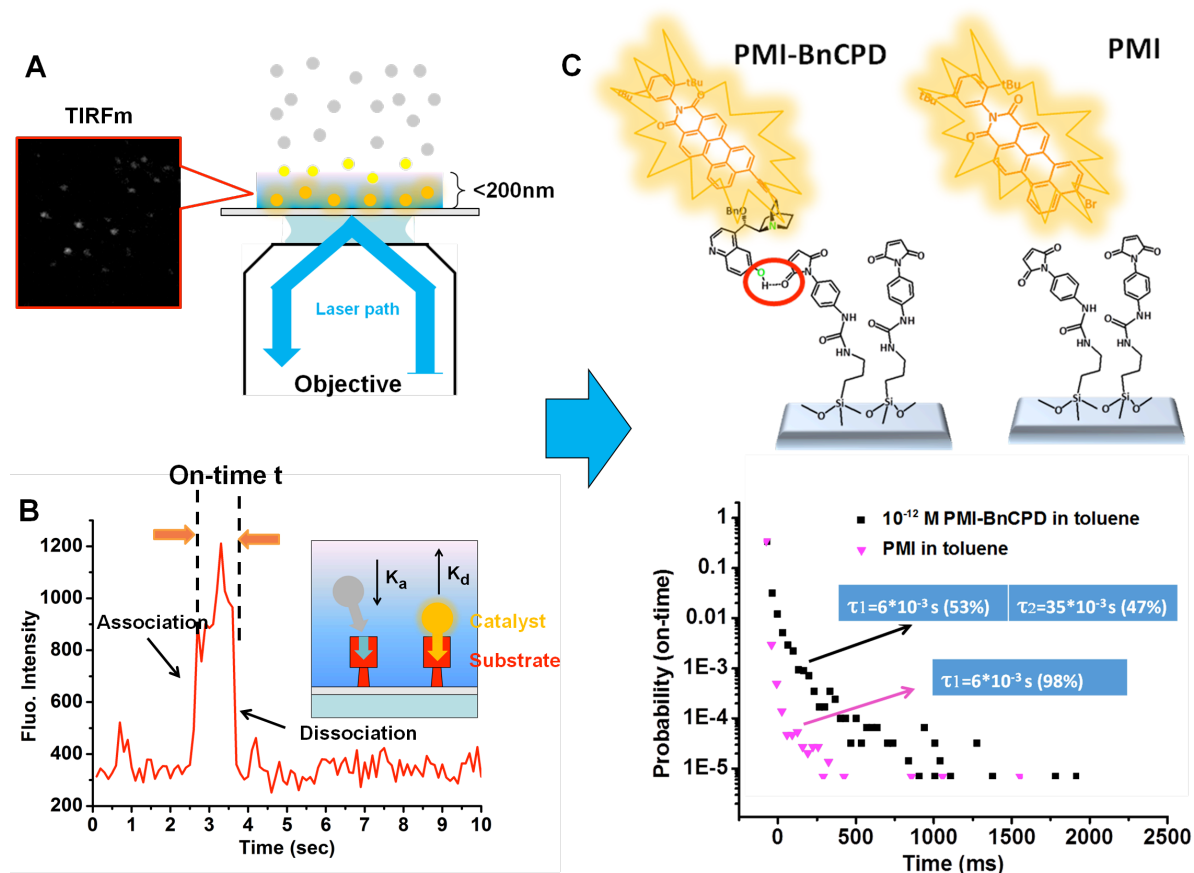 A
TIRFm
<200nm
Laser path
Objective
B
On-time t
Fluo. Intensity
1200
1000
800
600
400
200
Association
Dissociation
Ka
Kd
Catalyst
Substrate
0 1 2 3 4 5 6 7 8 9 10
Time (sec)
C
PMI-BnCPD
PMI
tBu
tBu
N
O
O
BnO
N
N
O
H
O
O
N
NH
O
NH
Si
O
O
N
O
NH
O
HN
Si
O
O
tBu
tBu
N
O
O
Br
O
N
O
NH
O
NH
Si
O
O
O
N
O
NH
O
HN
Si
O
Probability (on-time)
1
0.1
0.01
1E-3
1E-4
1E-5
10⁻¹² M PMI-BnCPD in toluene
PMI in toluene
τ1=6*10⁻³ s (53%) τ2=35*10⁻³ s (47%)
τ1=6*10⁻³ s (98%)
0 500 1000 1500 2000 2500
Time (ms)